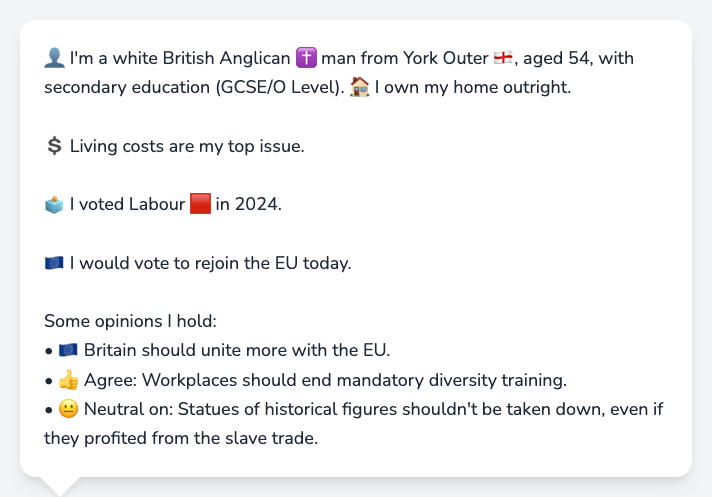 👤 I'm a white British Anglican ✝️ man from York Outer 🏴󠁧󠁢󠁥󠁮󠁧󠁿, aged 54, with
secondary education (GCSE/O Level). 🏠 I own my home outright.
💲 Living costs are my top issue.
🗳️ I voted Labour 🟥 in 2024.
🇪🇺 I would vote to rejoin the EU today.
Some opinions I hold:
• 🇪🇺 Britain should unite more with the EU.
• 👍 Agree: Workplaces should end mandatory diversity training.
• 😐 Neutral on: Statues of historical figures shouldn't be taken down, even if
they profited from the slave trade.